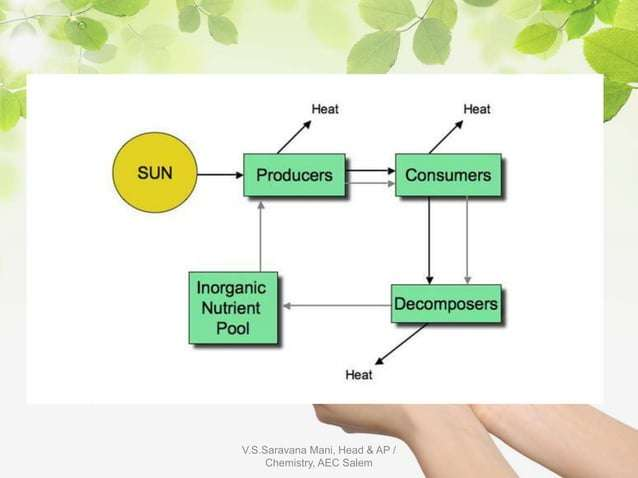 Heat
Heat
SUN
Producers
Consumers
Inorganic
Nutrient
Pool
Decomposers
Heat
V.S.Saravana Mani, Head & AP /
Chemistry, AEC Salem